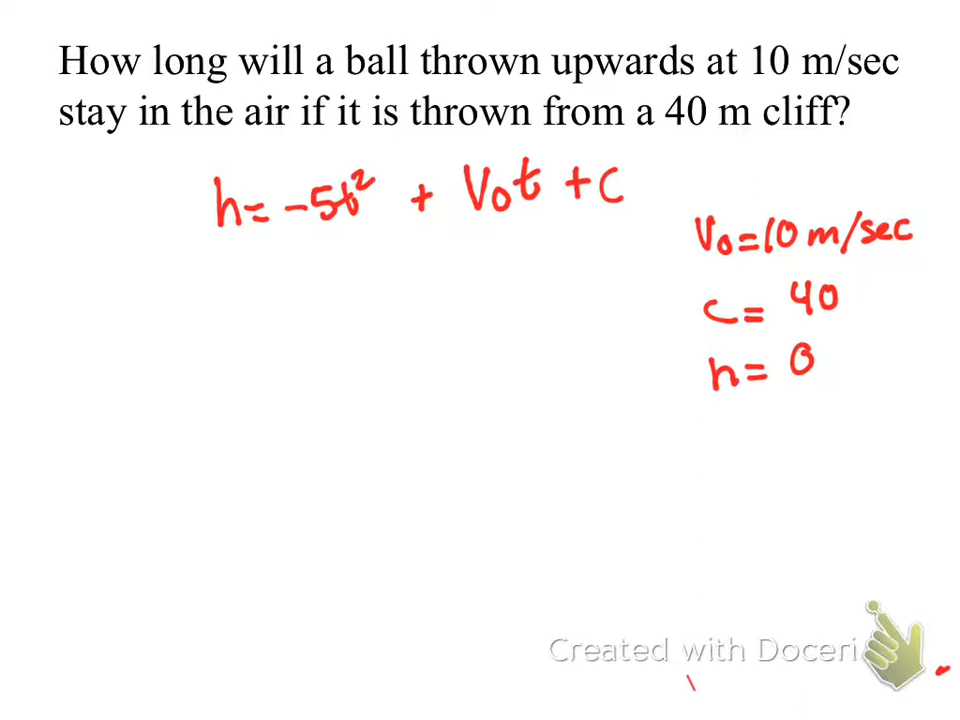 How long will a ball thrown upwards at 10 m/sec
stay in the air if it is thrown from a 40 m cliff?
h = -5t² + V₀t + C
V₀ = 10 m/sec
C = 40
h = 0
Created with Doceri